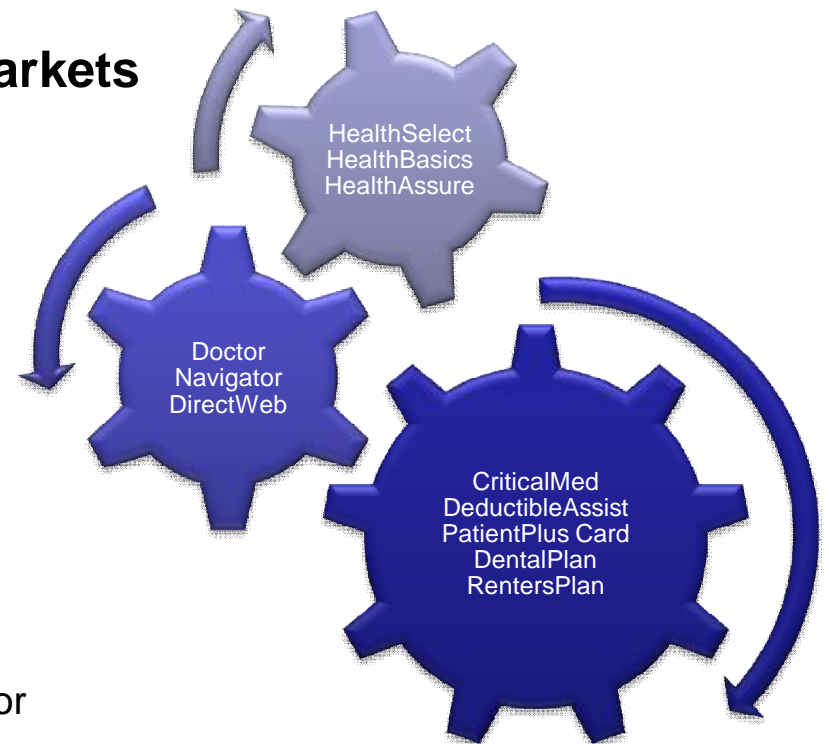 arkets
HealthSelect
HealthBasics
HealthAssure
Doctor
Navigator
DirectWeb
CriticalMed
DeductibleAssist
PatientPlus Card
DentalPlan
RentersPlan
or